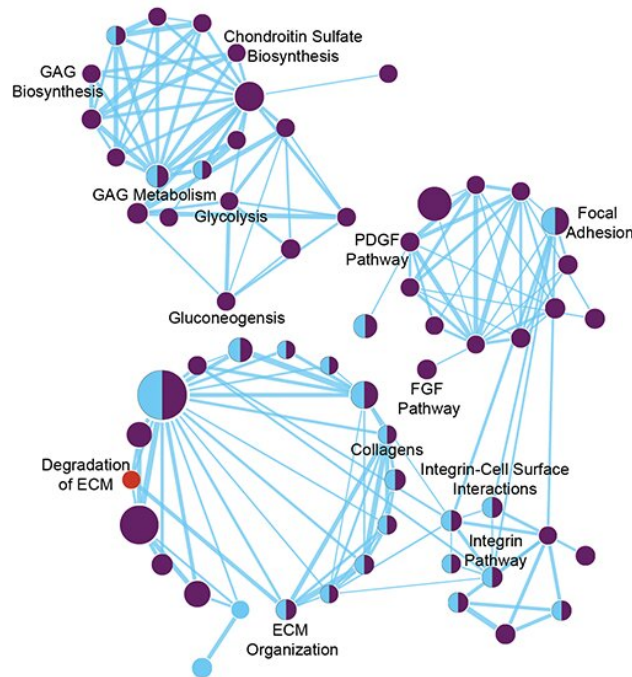 Chondroitin Sulfate
Biosynthesis
GAG
Biosynthesis
GAG Metabolism
Glycolysis
Gluconeogensis
PDGF
Pathway
Focal
Adhesion
FGF
Pathway
Collagens
Degradation
of ECM
Integrin-Cell Surface
Interactions
Integrin
Pathway
ECM
Organization